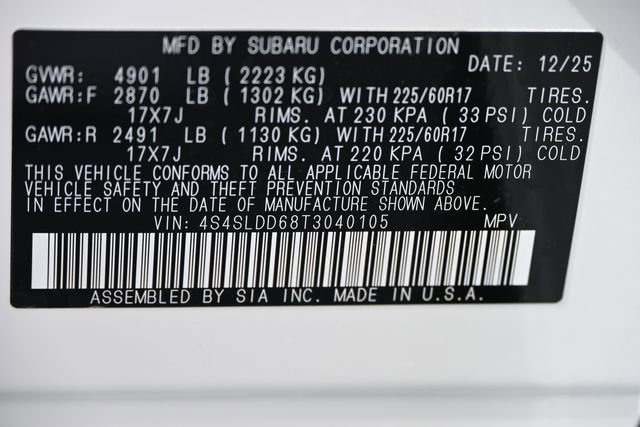 MFD BY SUBARU CORPORATION
DATE: 12/25
GVWR: 4901 LB (2223 KG)
GAWR:F 2870 LB (1302 KG) WITH 225/60R17 TIRES.
17X7J RIMS. AT 230 KPA (33 PSI) COLD
GAWR:R 2491 LB (1130 KG) WITH 225/60R17 TIRES.
17X7J RIMS. AT 220 KPA (32 PSI) COLD
THIS VEHICLE CONFORMS TO ALL APPLICABLE FEDERAL MOTOR
VEHICLE SAFETY AND THEFT PREVENTION STANDARDS
IN EFFECT ON THE DATE OF MANUFACTURE SHOWN ABOVE.
VIN: 4S4SLDD68T3040105 MPV
ASSEMBLED BY SIA INC. MADE IN U.S.A.